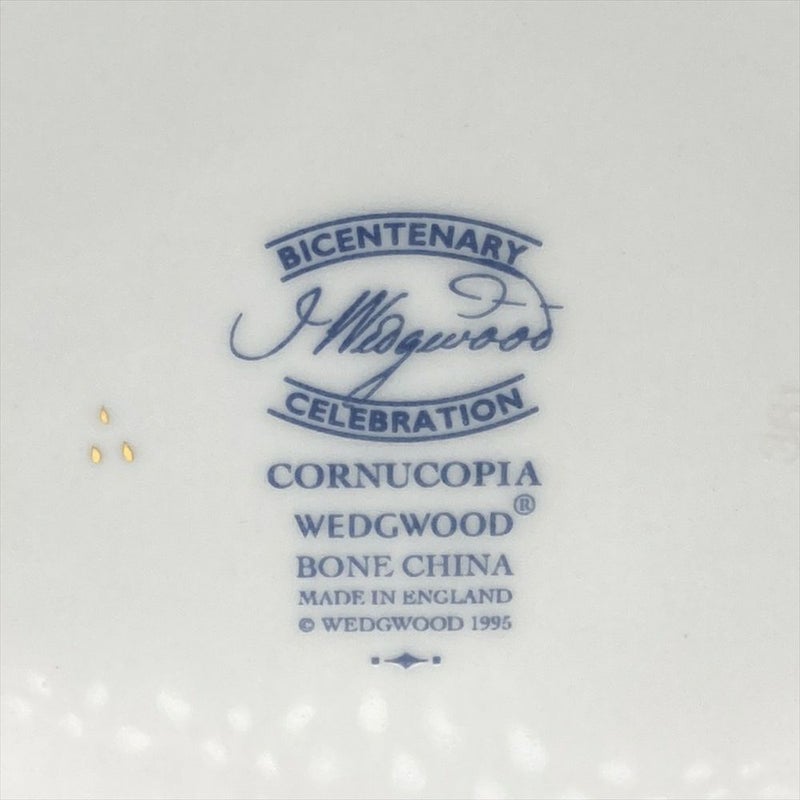 BICENTENARY
J Wedgwood
CELEBRATION
CORNUCOPIA
WEDGWOOD®
BONE CHINA
MADE IN ENGLAND
© WEDGWOOD 1995